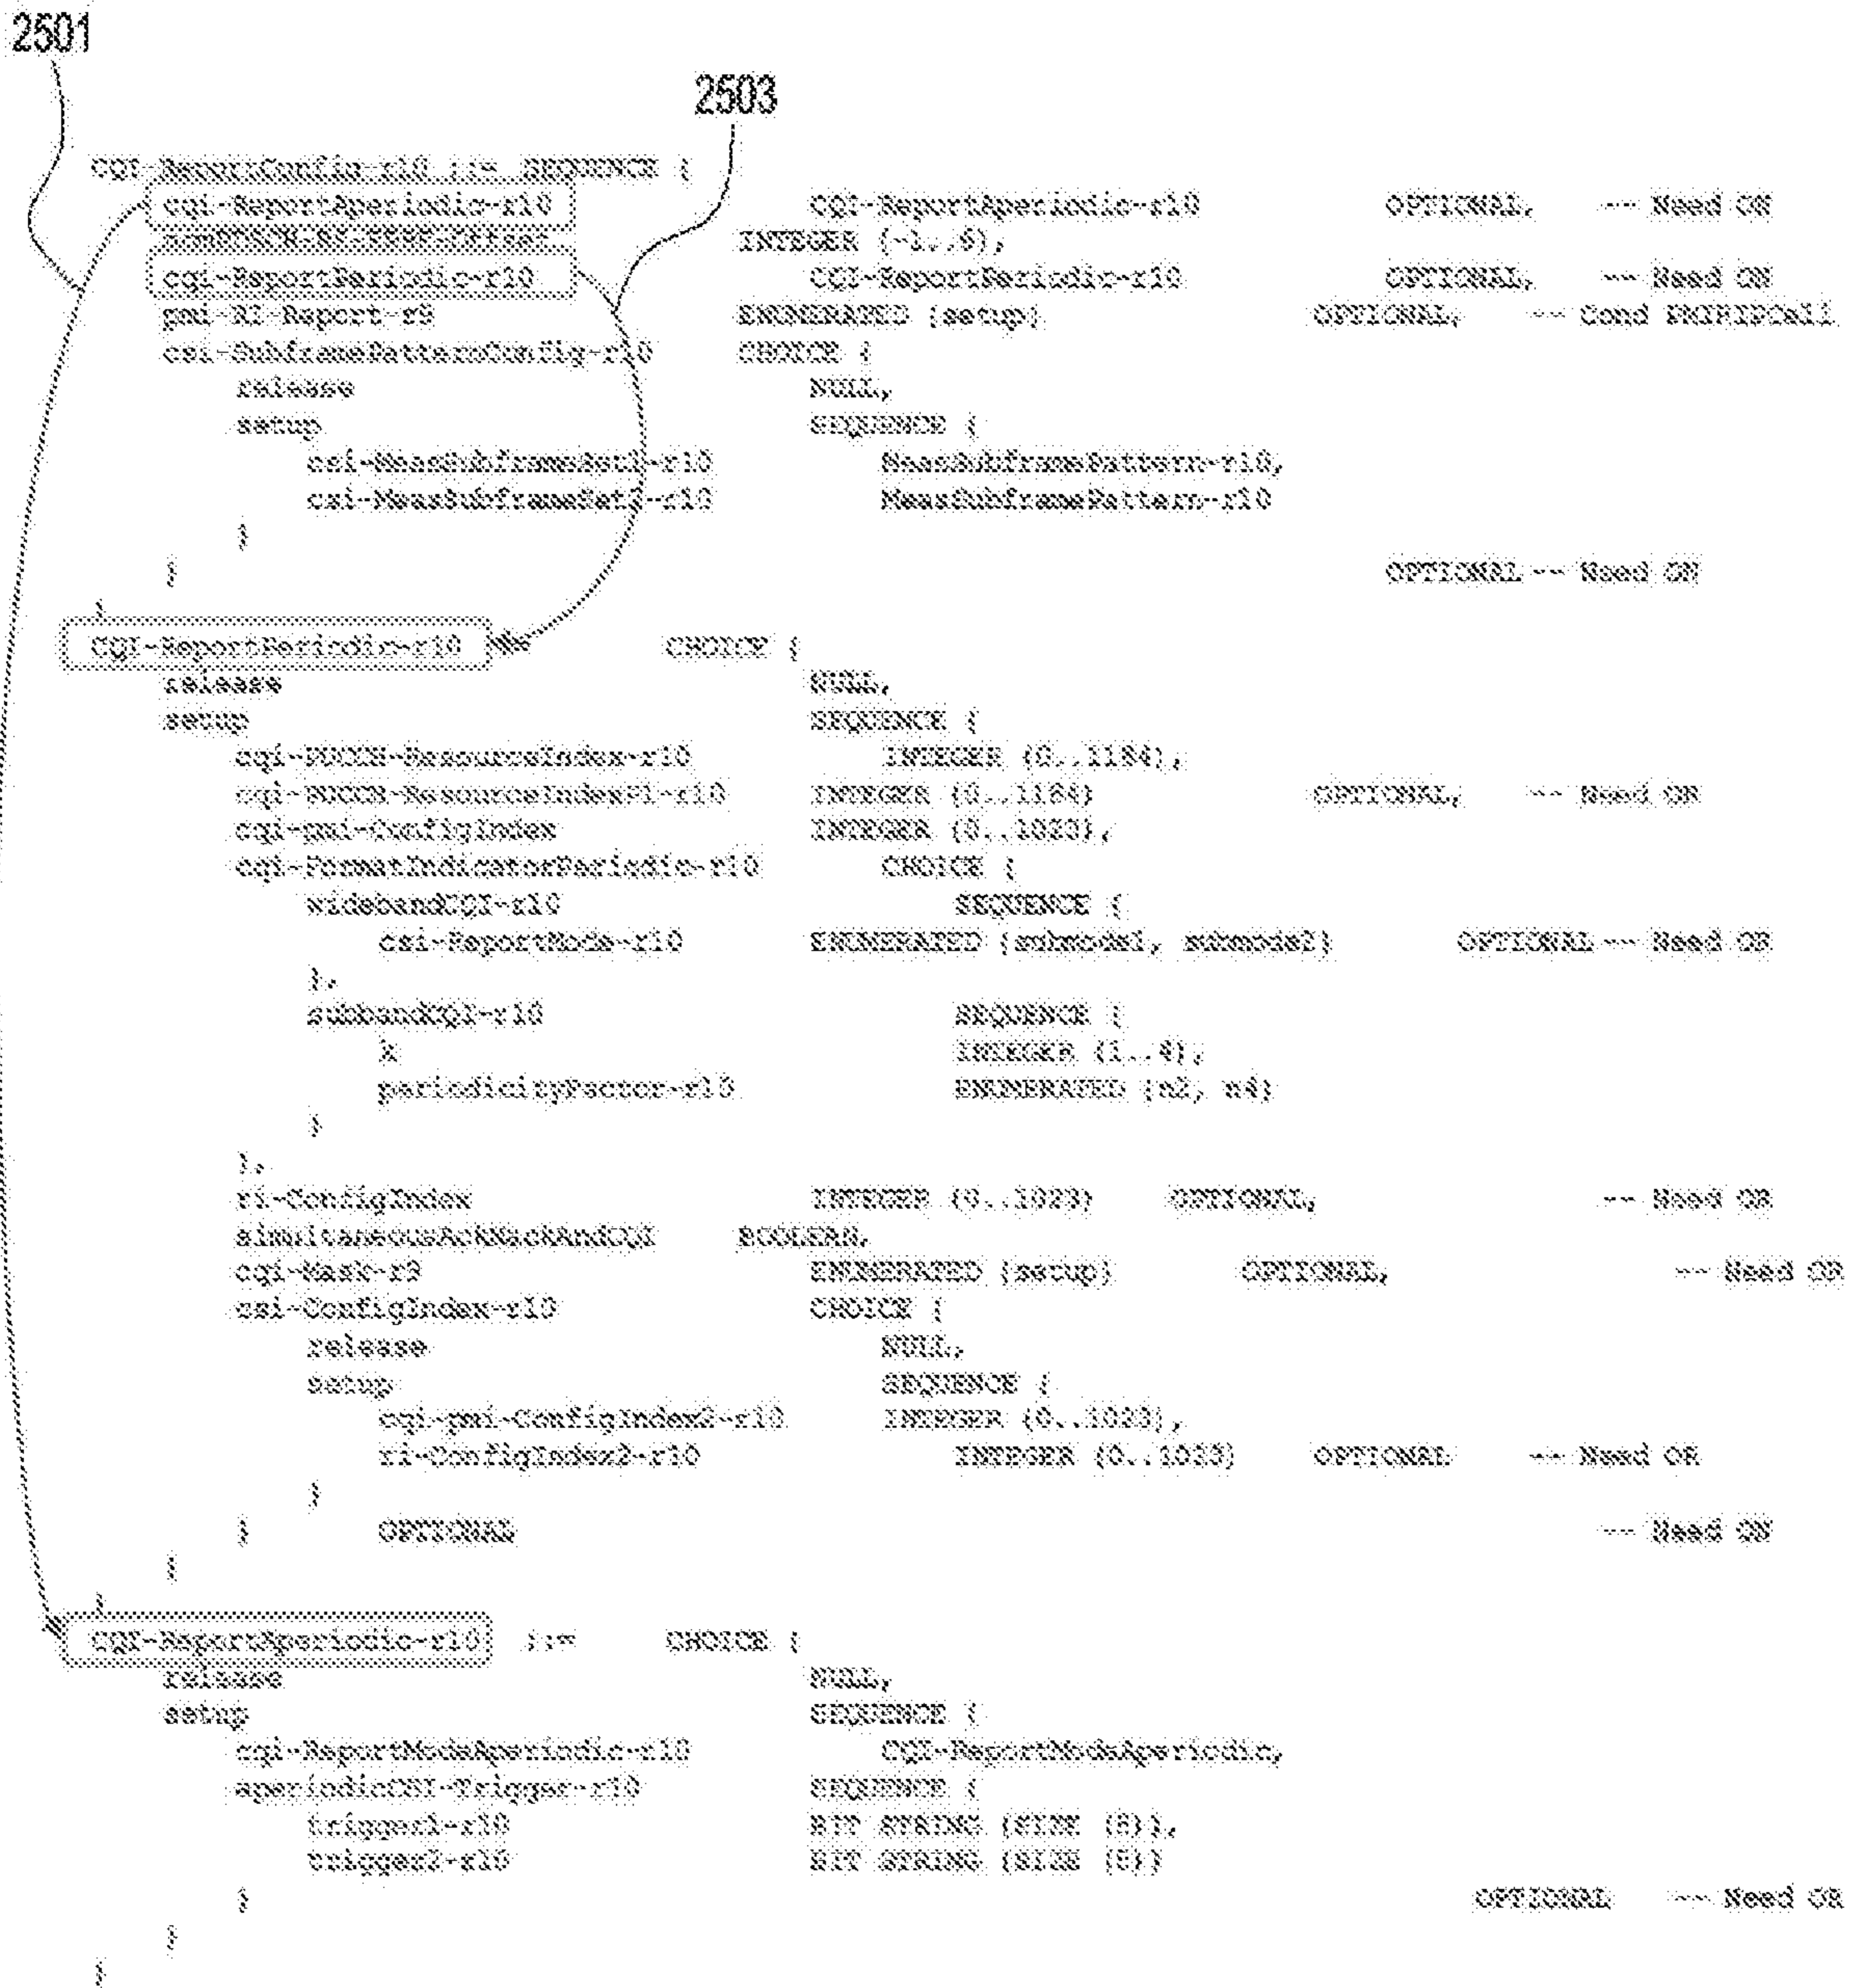 2501
2503
CQI-ReportConfig-r10 ::= SEQUENCE {
cqi-ReportAperiodic-r10 CQI-ReportAperiodic-r10 OPTIONAL, -- Need ON
nomPDSCH-RS-EPRE-Offset INTEGER (-1..6),
cqi-ReportPeriodic-r10 CQI-ReportPeriodic-r10 OPTIONAL, -- Need ON
pmi-RI-Report-r9 ENUMERATED {setup} OPTIONAL, -- Cond PMIRIPCell
csi-SubframePatternConfig-r10 CHOICE {
release NULL,
setup SEQUENCE {
csi-MeasSubframeSet1-r10 MeasSubframePattern-r10,
csi-MeasSubframeSet2-r10 MeasSubframePattern-r10
}
} OPTIONAL -- Need ON
}
CQI-ReportPeriodic-r10 CHOICE {
release NULL,
setup SEQUENCE {
cqi-PUCCH-ResourceIndex-r10 INTEGER (0..1184),
cqi-PUCCH-ResourceIndexP1-r10 INTEGER (0..1184) OPTIONAL, -- Need OR
cqi-pmi-ConfigIndex INTEGER (0..1023),
cqi-FormatIndicatorPeriodic-r10 CHOICE {
widebandCQI-r10 SEQUENCE {
csi-ReportMode-r10 ENUMERATED {submode1, submode2} OPTIONAL -- Need OR
},
subbandCQI-r10 SEQUENCE {
k INTEGER (1..4),
periodicityFactor-r10 ENUMERATED {n2, n4}
}
},
ri-ConfigIndex INTEGER (0..1023) OPTIONAL, -- Need OR
simultaneousAckNackAndCQI BOOLEAN,
cqi-Mask-r9 ENUMERATED {setup} OPTIONAL, -- Need OR
csi-ConfigIndex-r10 CHOICE {
release NULL,
setup SEQUENCE {
cqi-pmi-ConfigIndex2-r10 INTEGER (0..1023),
ri-ConfigIndex2-r10 INTEGER (0..1023) OPTIONAL -- Need OR
}
} OPTIONAL -- Need ON
}
}
CQI-ReportAperiodic-r10 ::= CHOICE {
release NULL,
setup SEQUENCE {
cqi-ReportModeAperiodic-r10 CQI-ReportModeAperiodic,
aperiodicCSI-Trigger-r10 SEQUENCE {
trigger1-r10 BIT STRING (SIZE (8)),
trigger2-r10 BIT STRING (SIZE (8))
} OPTIONAL -- Need OR
}
}